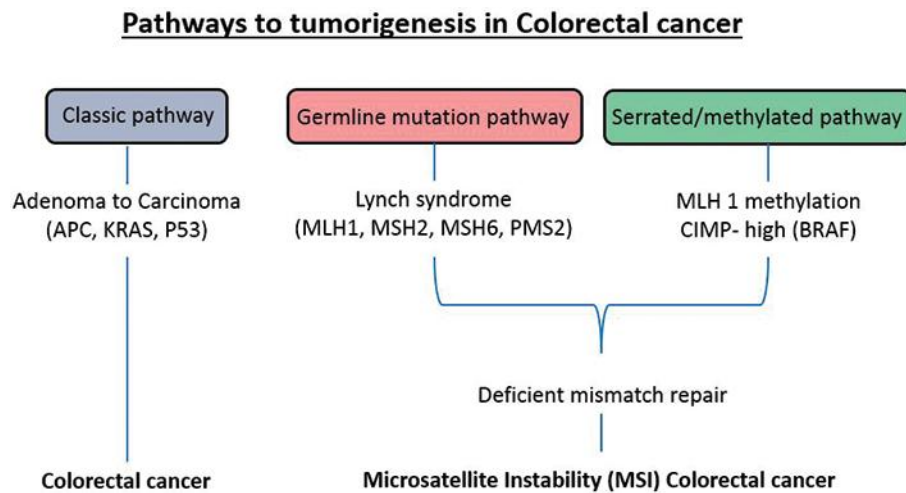 Pathways to tumorigenesis in Colorectal cancer
Classic pathway
Germline mutation pathway
Serrated/methylated pathway
Adenoma to Carcinoma
(APC, KRAS, P53)
Lynch syndrome
(MLH1, MSH2, MSH6, PMS2)
MLH 1 methylation
CIMP- high (BRAF)
Deficient mismatch repair
Colorectal cancer
Microsatellite Instability (MSI) Colorectal cancer